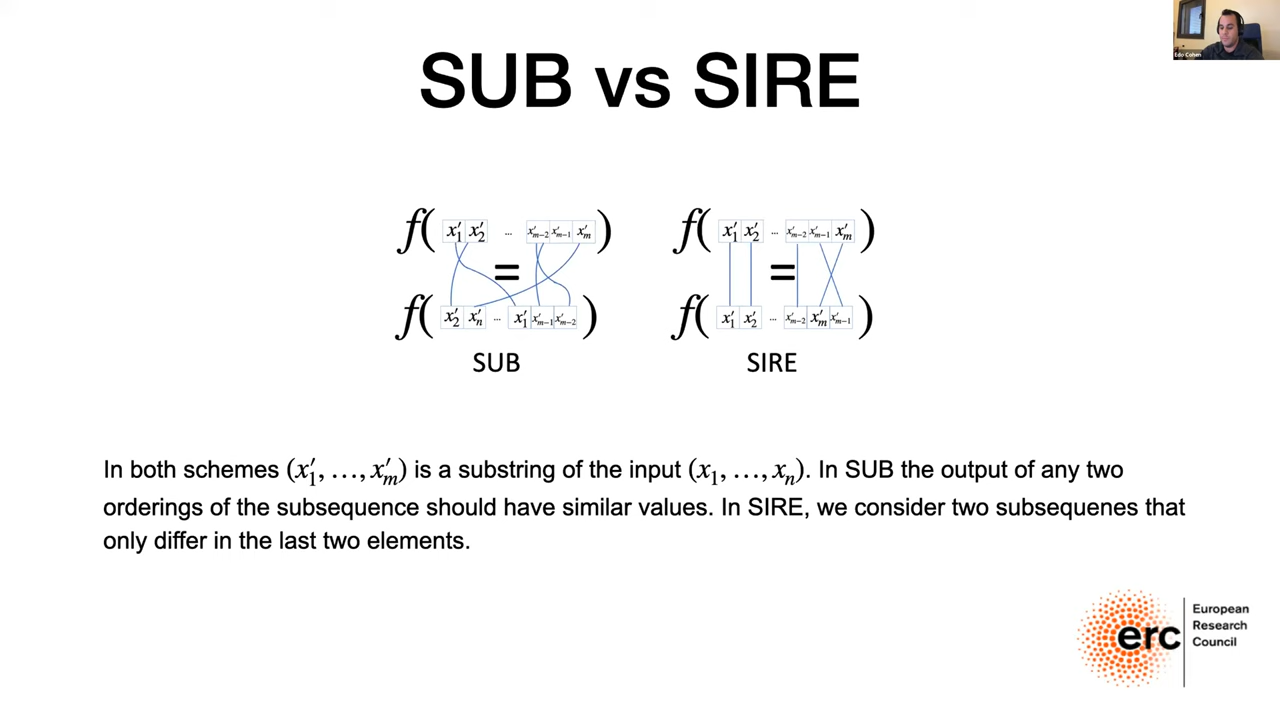 Edo Cohen
SUB vs SIRE
f( x′₁ x′₂ ... x′ₘ₋₂ x′ₘ₋₁ x′ₘ )
=
f( x′₂ x′ₙ ... x′₁ x′ₘ₋₁ x′ₘ₋₂ )
SUB
f( x′₁ x′₂ ... x′ₘ₋₂ x′ₘ₋₁ x′ₘ )
=
f( x′₁ x′₂ ... x′ₘ₋₂ x′ₘ x′ₘ₋₁ )
SIRE
In both schemes (x′₁, …, x′ₘ) is a substring of the input (x₁, …, xₙ). In SUB the output of any two
orderings of the subsequence should have similar values. In SIRE, we consider two subsequenes that
only differ in the last two elements.
erc
European
Research
Council